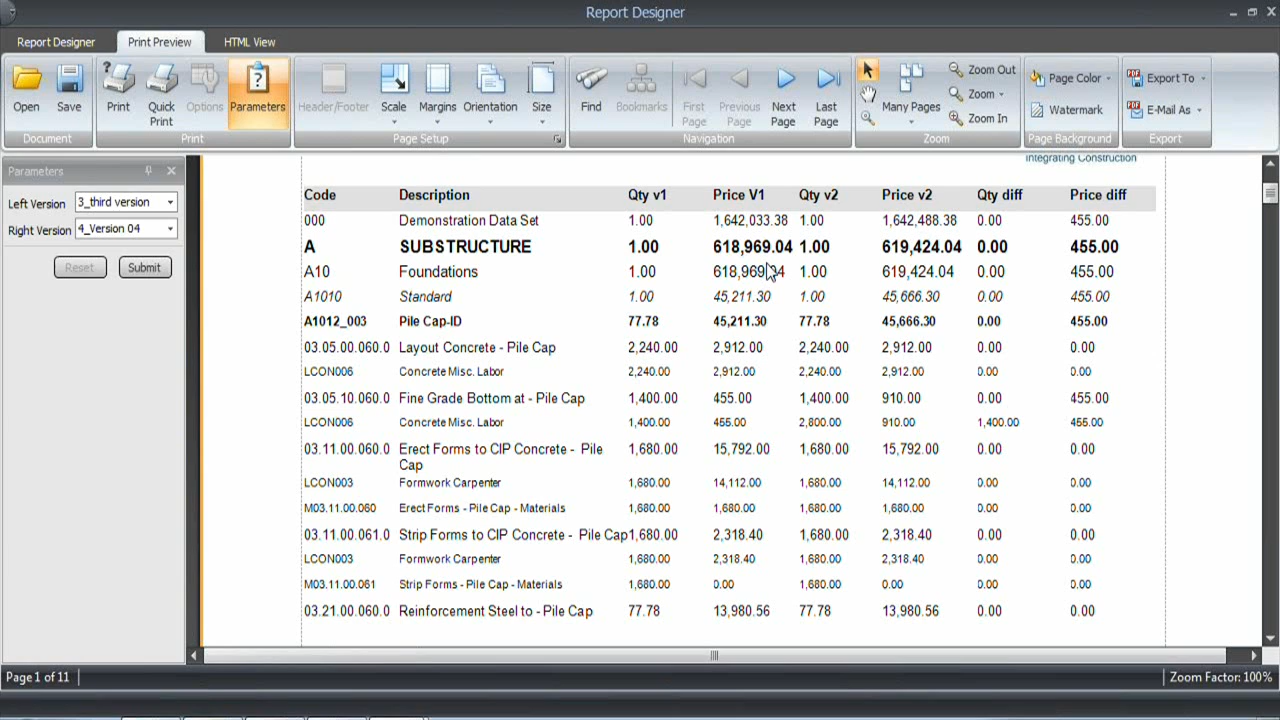 Report Designer
Report Designer Print Preview HTML View
Open Save Print Quick Print Options Parameters Header/Footer Scale Margins Orientation Size Find Bookmarks First Page Previous Page Next Page Last Page Many Pages Zoom Out Zoom Zoom In Page Color Watermark Export To E-Mail As
Document Print Page Setup Navigation Zoom Page Background Export
Parameters
Left Version 3_third version
Right Version 4_Version 04
Reset Submit
Integrating Construction
Code Description Qty v1 Price V1 Qty v2 Price v2 Qty diff Price diff
000 Demonstration Data Set 1.00 1,642,033.38 1.00 1,642,488.38 0.00 455.00
A SUBSTRUCTURE 1.00 618,969.04 1.00 619,424.04 0.00 455.00
A10 Foundations 1.00 618,969.04 1.00 619,424.04 0.00 455.00
A1010 Standard 1.00 45,211.30 1.00 45,666.30 0.00 455.00
A1012_003 Pile Cap-ID 77.78 45,211.30 77.78 45,666.30 0.00 455.00
03.05.00.060.0 Layout Concrete - Pile Cap 2,240.00 2,912.00 2,240.00 2,912.00 0.00 0.00
LCON006 Concrete Misc. Labor 2,240.00 2,912.00 2,240.00 2,912.00 0.00 0.00
03.05.10.060.0 Fine Grade Bottom at - Pile Cap 1,400.00 455.00 1,400.00 910.00 0.00 455.00
LCON006 Concrete Misc. Labor 1,400.00 455.00 2,800.00 910.00 1,400.00 455.00
03.11.00.060.0 Erect Forms to CIP Concrete - Pile 1,680.00 15,792.00 1,680.00 15,792.00 0.00 0.00
Cap
LCON003 Formwork Carpenter 1,680.00 14,112.00 1,680.00 14,112.00 0.00 0.00
M03.11.00.060 Erect Forms - Pile Cap - Materials 1,680.00 1,680.00 1,680.00 1,680.00 0.00 0.00
03.11.00.061.0 Strip Forms to CIP Concrete - Pile Cap 1,680.00 2,318.40 1,680.00 2,318.40 0.00 0.00
LCON003 Formwork Carpenter 1,680.00 2,318.40 1,680.00 2,318.40 0.00 0.00
M03.11.00.061 Strip Forms - Pile Cap - Materials 1,680.00 0.00 1,680.00 0.00 0.00 0.00
03.21.00.060.0 Reinforcement Steel to - Pile Cap 77.78 13,980.56 77.78 13,980.56 0.00 0.00
Page 1 of 11 Zoom Factor: 100%